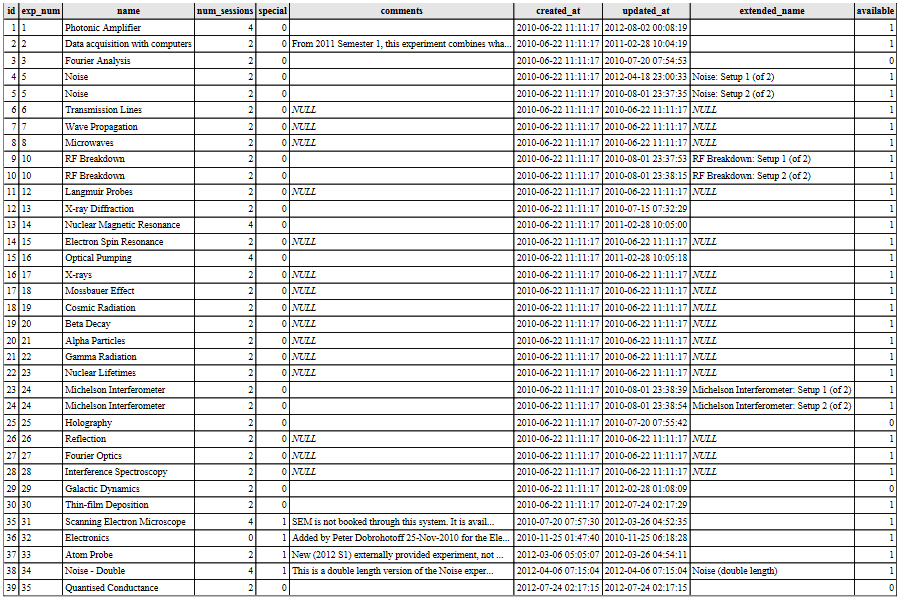 id exp_num name num_sessions special comments created_at updated_at extended_name available
1 1 Photonic Amplifier 4 0 2010-06-22 11:11:17 2012-08-02 00:08:19 1
2 2 Data acquisition with computers 2 0 From 2011 Semester 1, this experiment combines wha... 2010-06-22 11:11:17 2011-02-28 10:04:19 1
3 3 Fourier Analysis 2 0 2010-06-22 11:11:17 2010-07-20 07:54:53 0
4 5 Noise 2 0 2010-06-22 11:11:17 2012-04-18 23:00:33 Noise: Setup 1 (of 2) 1
5 5 Noise 2 0 2010-06-22 11:11:17 2010-08-01 23:37:35 Noise: Setup 2 (of 2) 1
6 6 Transmission Lines 2 0 NULL 2010-06-22 11:11:17 2010-06-22 11:11:17 NULL 1
7 7 Wave Propagation 2 0 NULL 2010-06-22 11:11:17 2010-06-22 11:11:17 NULL 1
8 8 Microwaves 2 0 NULL 2010-06-22 11:11:17 2010-06-22 11:11:17 NULL 1
9 10 RF Breakdown 2 0 2010-06-22 11:11:17 2010-08-01 23:37:53 RF Breakdown: Setup 1 (of 2) 1
10 10 RF Breakdown 2 0 2010-06-22 11:11:17 2010-08-01 23:38:15 RF Breakdown: Setup 2 (of 2) 1
11 12 Langmuir Probes 2 0 NULL 2010-06-22 11:11:17 2010-06-22 11:11:17 NULL 1
12 13 X-ray Diffraction 2 0 2010-06-22 11:11:17 2010-07-15 07:32:29 1
13 14 Nuclear Magnetic Resonance 4 0 2010-06-22 11:11:17 2011-02-28 10:05:00 1
14 15 Electron Spin Resonance 2 0 NULL 2010-06-22 11:11:17 2010-06-22 11:11:17 NULL 1
15 16 Optical Pumping 4 0 2010-06-22 11:11:17 2011-02-28 10:05:18 1
16 17 X-rays 2 0 NULL 2010-06-22 11:11:17 2010-06-22 11:11:17 NULL 1
17 18 Mossbauer Effect 2 0 NULL 2010-06-22 11:11:17 2010-06-22 11:11:17 NULL 1
18 19 Cosmic Radiation 2 0 NULL 2010-06-22 11:11:17 2010-06-22 11:11:17 NULL 1
19 20 Beta Decay 2 0 NULL 2010-06-22 11:11:17 2010-06-22 11:11:17 NULL 1
20 21 Alpha Particles 2 0 NULL 2010-06-22 11:11:17 2010-06-22 11:11:17 NULL 1
21 22 Gamma Radiation 2 0 NULL 2010-06-22 11:11:17 2010-06-22 11:11:17 NULL 1
22 23 Nuclear Lifetimes 2 0 NULL 2010-06-22 11:11:17 2010-06-22 11:11:17 NULL 1
23 24 Michelson Interferometer 2 0 2010-06-22 11:11:17 2010-08-01 23:38:39 Michelson Interferometer: Setup 1 (of 2) 1
24 24 Michelson Interferometer 2 0 2010-06-22 11:11:17 2010-08-01 23:38:54 Michelson Interferometer: Setup 2 (of 2) 1
25 25 Holography 2 0 2010-06-22 11:11:17 2010-07-20 07:55:42 0
26 26 Reflection 2 0 NULL 2010-06-22 11:11:17 2010-06-22 11:11:17 NULL 1
27 27 Fourier Optics 2 0 NULL 2010-06-22 11:11:17 2010-06-22 11:11:17 NULL 1
28 28 Interference Spectroscopy 2 0 NULL 2010-06-22 11:11:17 2010-06-22 11:11:17 NULL 1
29 29 Galactic Dynamics 2 0 2010-06-22 11:11:17 2012-02-28 01:08:09 0
30 30 Thin-film Deposition 2 0 2010-06-22 11:11:17 2012-07-24 02:17:29 1
35 31 Scanning Electron Microscope 4 1 SEM is not booked through this system. It is avail... 2010-07-20 07:57:30 2012-03-26 04:52:35 1
36 32 Electronics 0 1 Added by Peter Dobrohotoff 25-Nov-2010 for the Ele... 2010-11-25 01:47:40 2010-11-25 06:18:28 1
37 33 Atom Probe 2 1 New (2012 S1) externally provided experiment, not ... 2012-03-06 05:05:07 2012-03-26 04:54:11 1
38 34 Noise - Double 4 1 This is a double length version of the Noise exper... 2012-04-06 07:15:04 2012-04-06 07:15:04 Noise (double length) 1
39 35 Quantised Conductance 2 0 2012-07-24 02:17:15 2012-07-24 02:17:15 0